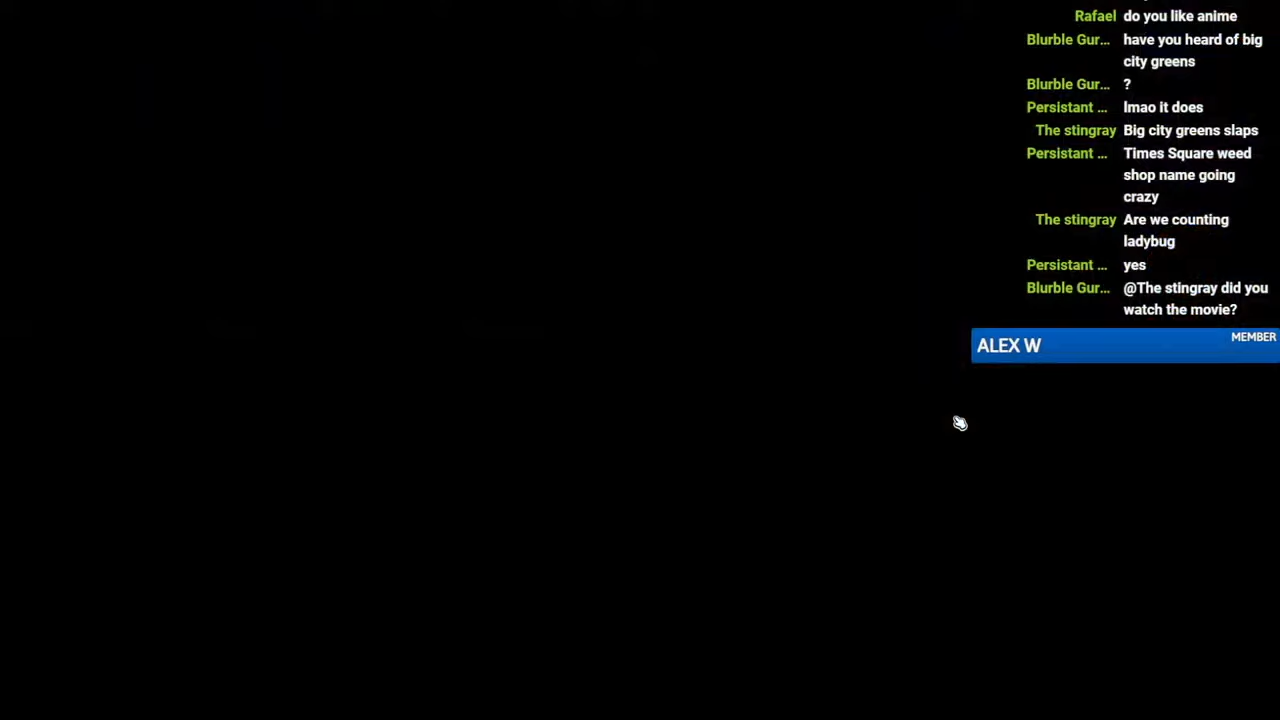 Rafael do you like anime
Blurble Gur... have you heard of big
city greens
Blurble Gur... ?
Persistant ... lmao it does
The stingray Big city greens slaps
Persistant ... Times Square weed
shop name going
crazy
The stingray Are we counting
ladybug
Persistant ... yes
Blurble Gur... @The stingray did you
watch the movie?
ALEX W MEMBER